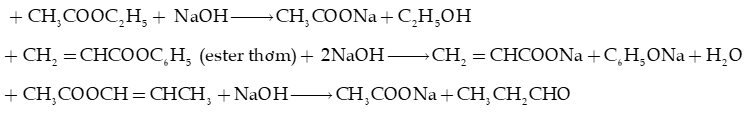 + CH₃COOC₂H₅ + NaOH ⟶ CH₃COONa + C₂H₅OH
+ CH₂ = CHCOOC₆H₅ (ester thơm) + 2NaOH ⟶ CH₂ = CHCOONa + C₆H₅ONa + H₂O
+ CH₃COOCH = CHCH₃ + NaOH ⟶ CH₃COONa + CH₃CH₂CHO